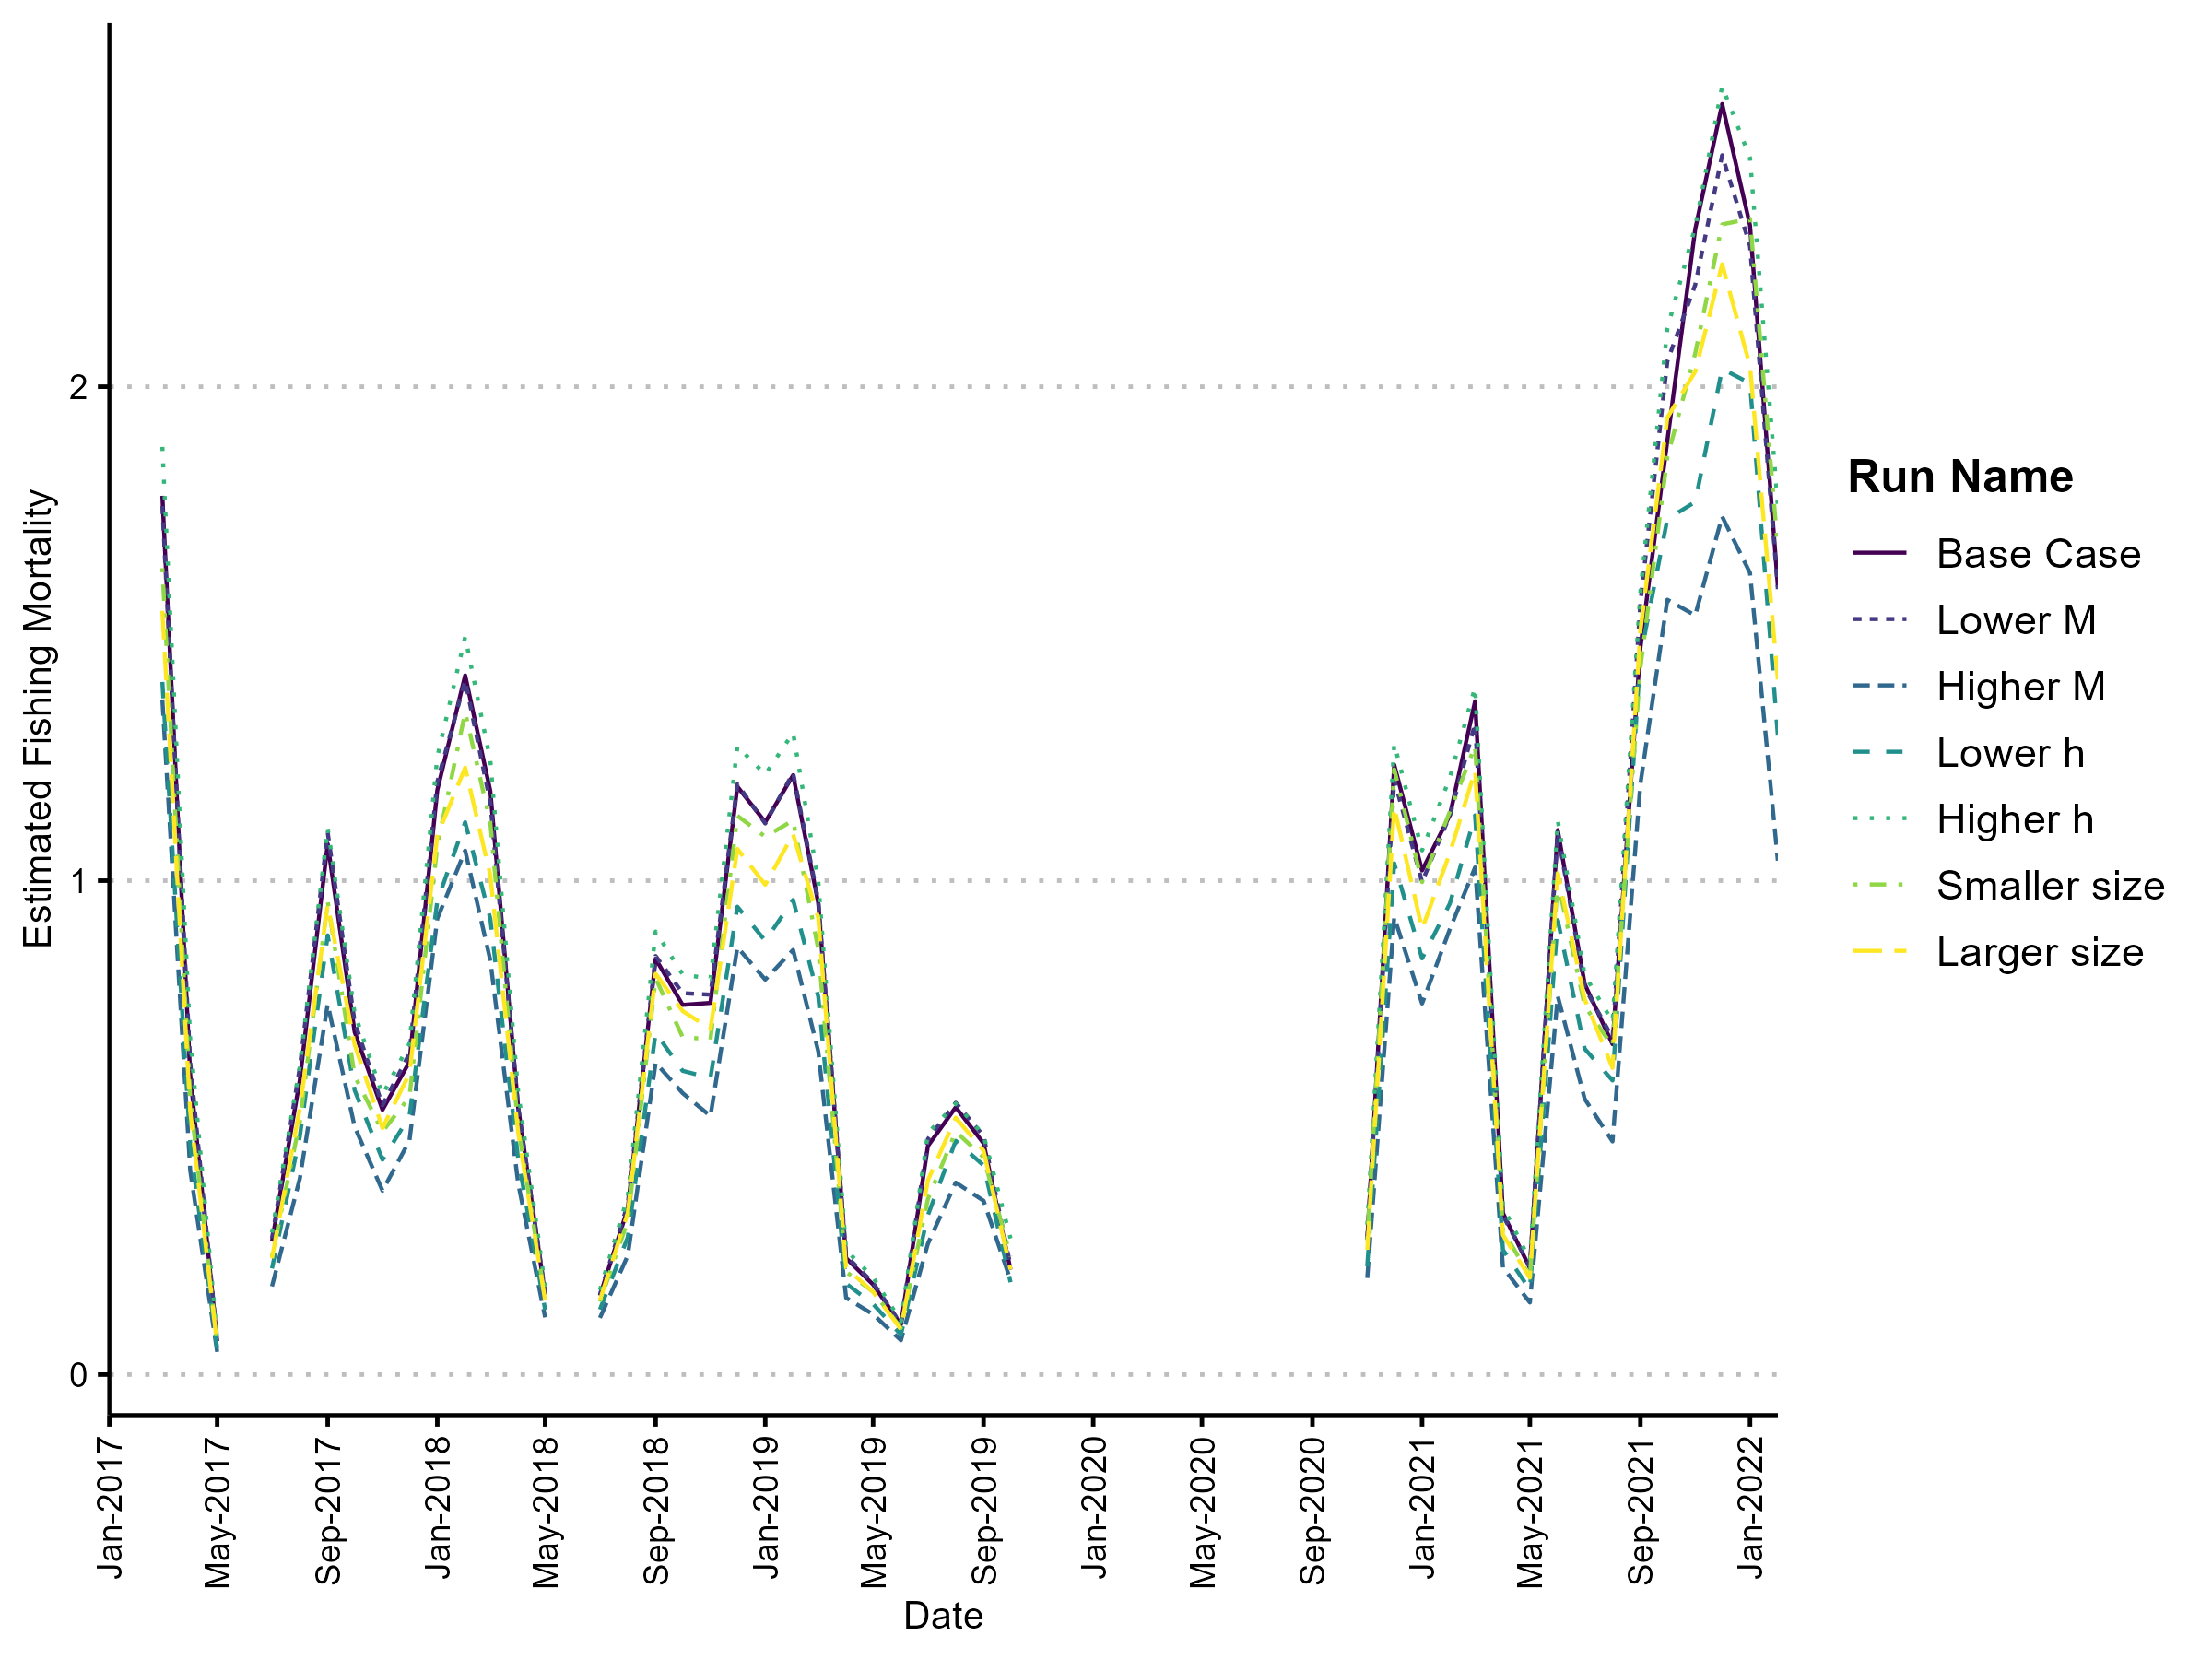 Estimated Fishing Mortality
2
1
0
Jan-2017
May-2017
Sep-2017
Jan-2018
May-2018
Sep-2018
Jan-2019
May-2019
Sep-2019
Jan-2020
May-2020
Sep-2020
Jan-2021
May-2021
Sep-2021
Jan-2022
Date
Run Name
Base Case
Lower M
Higher M
Lower h
Higher h
Smaller size
Larger size